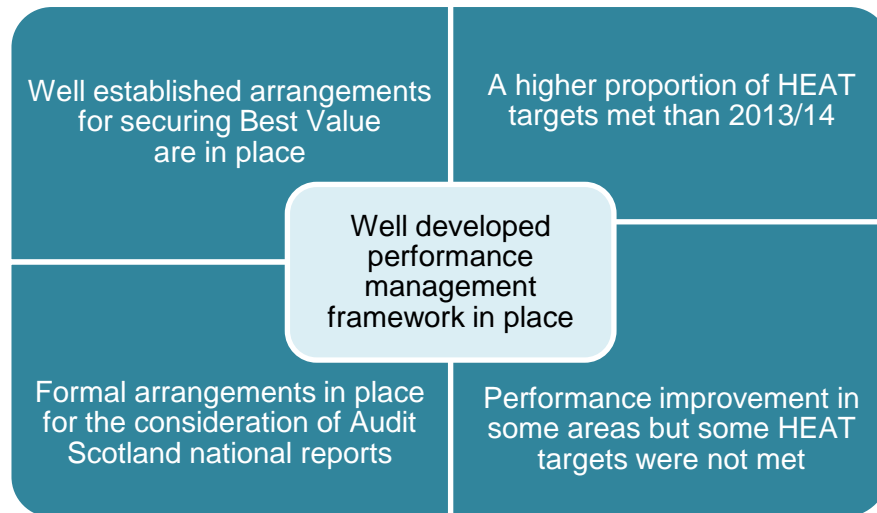 Well established arrangements
for securing Best Value
are in place
A higher proportion of HEAT
targets met than 2013/14
Well developed
performance
management
framework in place
Formal arrangements in place
for the consideration of Audit
Scotland national reports
Performance improvement in
some areas but some HEAT
targets were not met